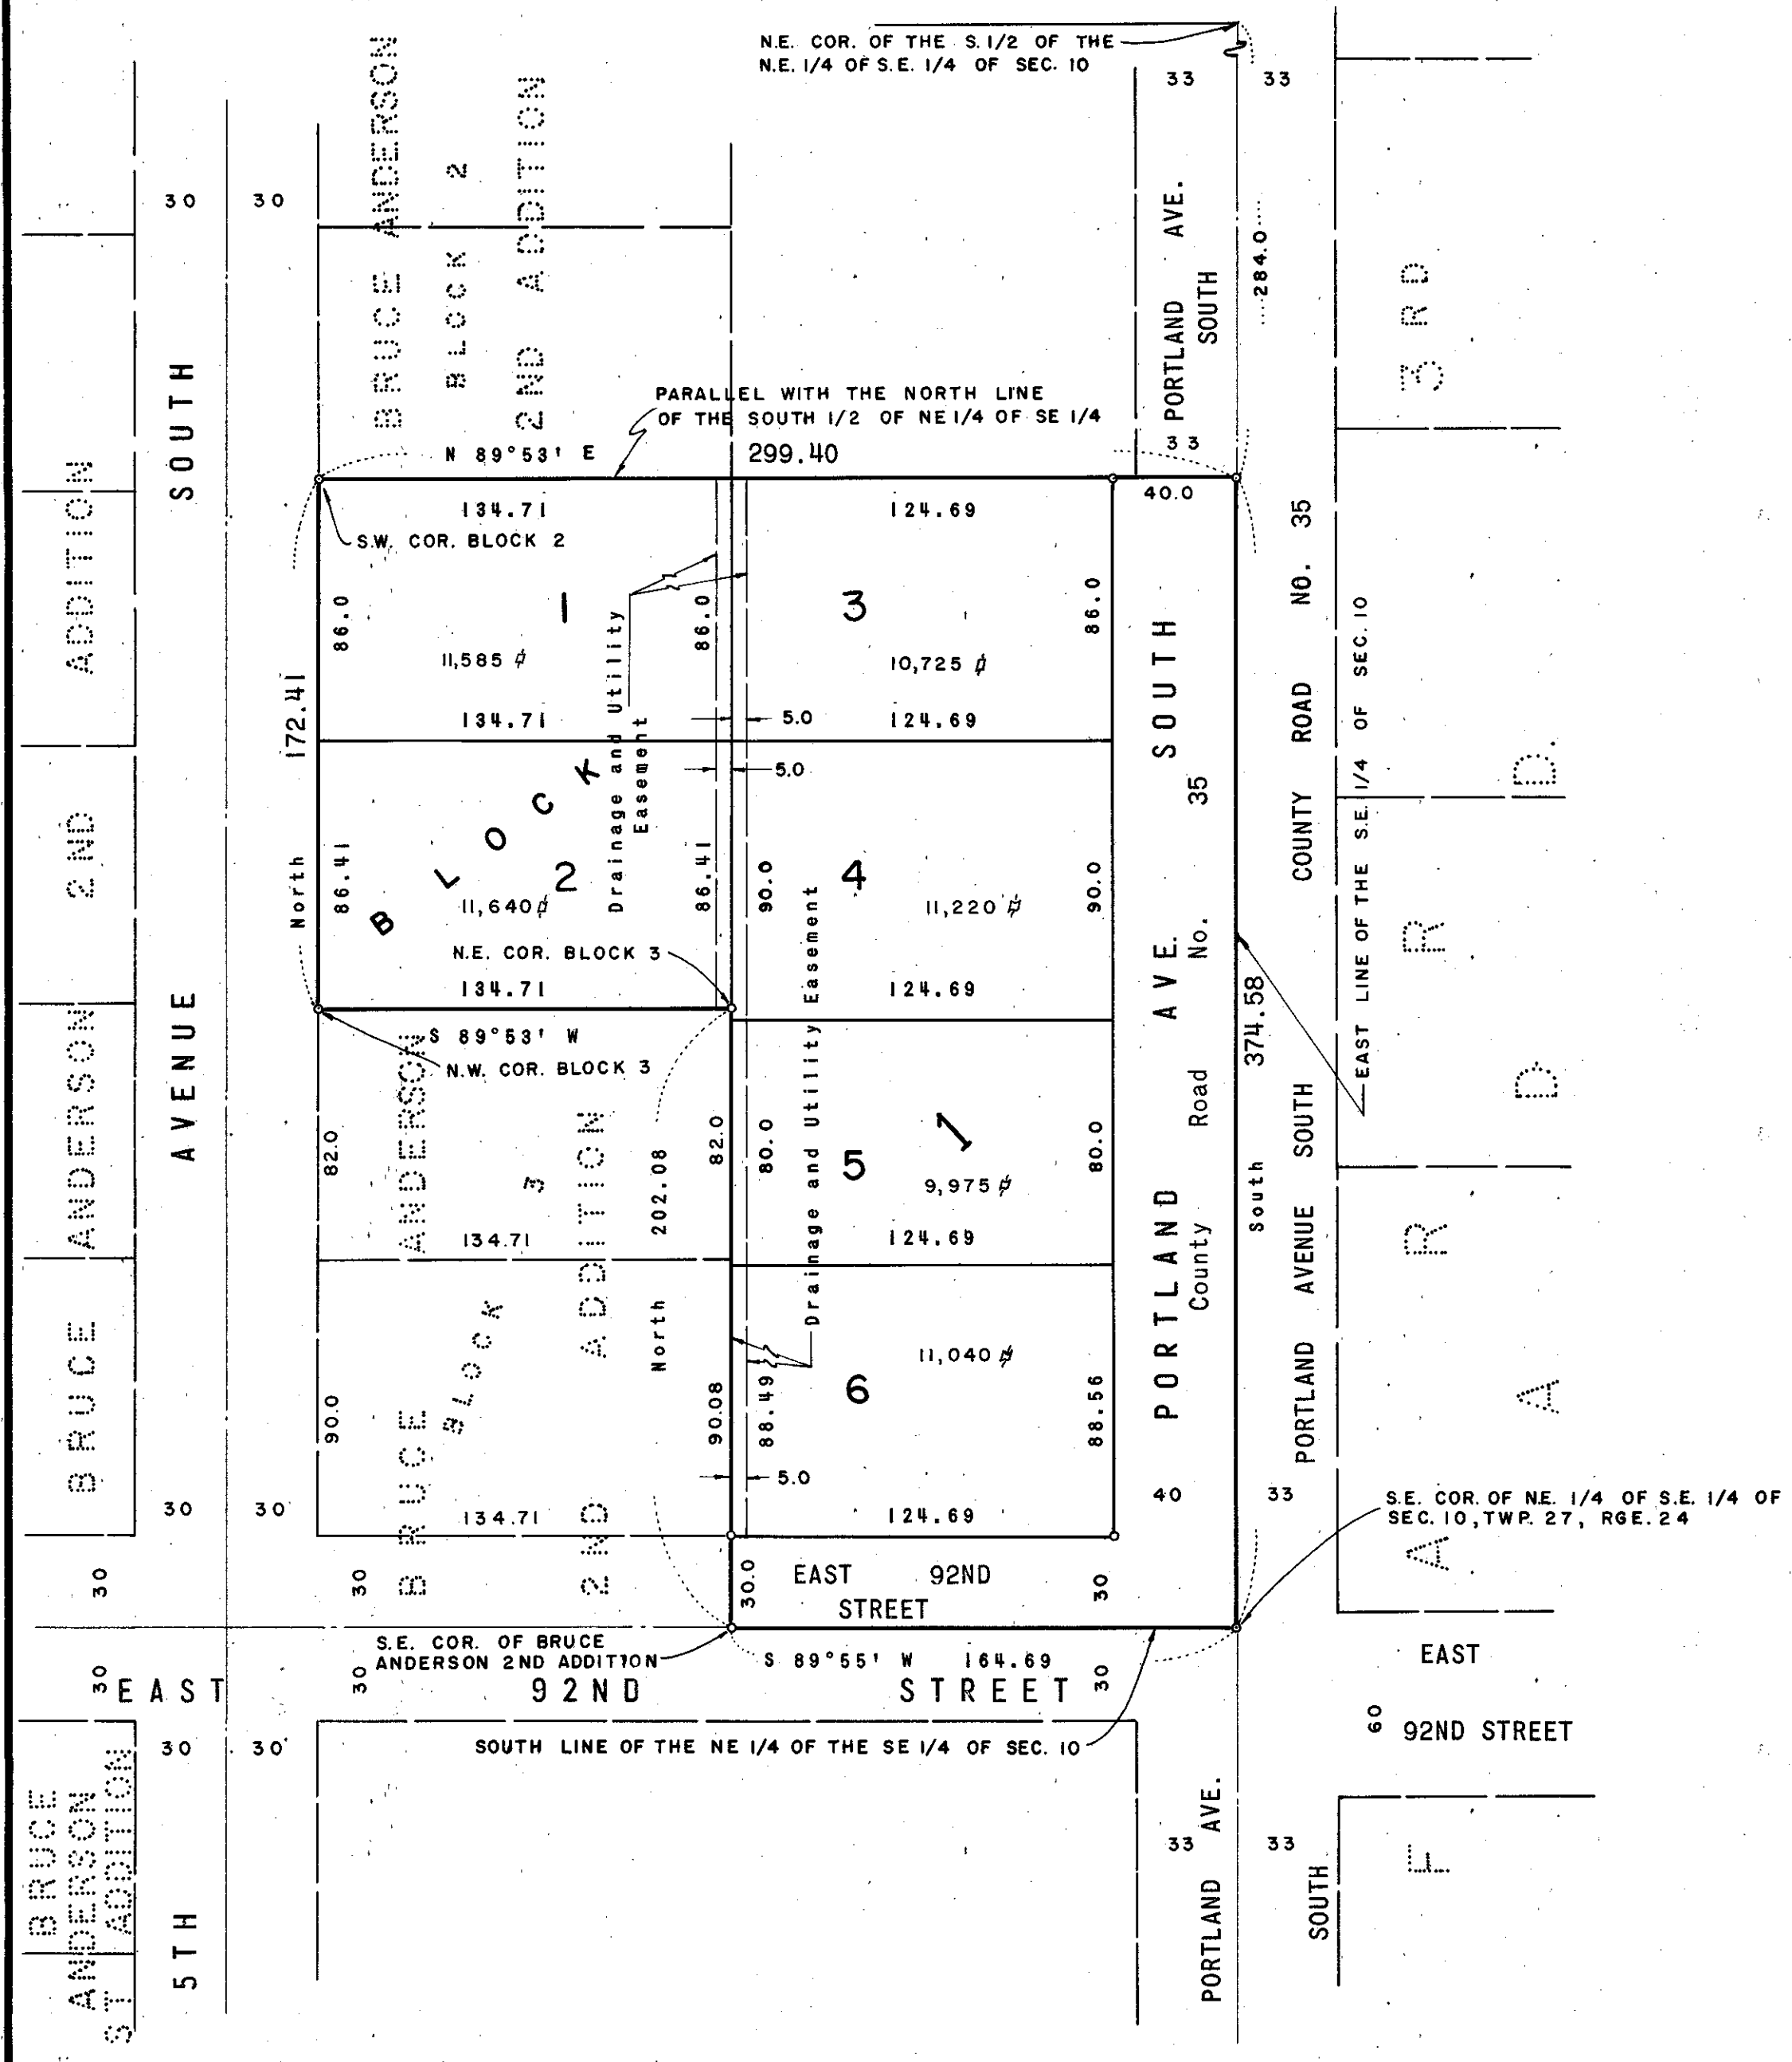 N.E. COR. OF THE S. 1/2 OF THE
N.E. 1/4 OF S.E. 1/4 OF SEC. 10
33
33
30
30
BRUCE ANDERSON
BLOCK 2
2ND ADDITION
PORTLAND AVE.
SOUTH
284.0
3RD
SOUTH
PARALLEL WITH THE NORTH LINE
OF THE SOUTH 1/2 OF NE 1/4 OF SE 1/4
N 89°53' E
299.40
33
134.71
124.69
40.0
S.W. COR. BLOCK 2
86.0
1
86.0
3
86.0
11,585 ⌷
10,725 ⌷
172.41
North
134.71
5.0
124.69
5.0
Drainage and Utility
Easement
BLOCK
86.41
2
86.41
90.0
4
90.0
11,640 ⌷
11,220 ⌷
N.E. COR. BLOCK 3
134.71
124.69
S 89°53' W
N.W. COR. BLOCK 3
SOUTH
PORTLAND AVE.
County Road No. 35
COUNTY ROAD NO. 35
EAST LINE OF THE S.E. 1/4 OF SEC. 10
374.58
South
PORTLAND AVENUE SOUTH
AVENUE
BRUCE ANDERSON 2ND ADDITION
82.0
BRUCE ANDERSON
BLOCK 3
2ND ADDITION
202.08
North
82.0
80.0
Drainage and Utility Easement
5
1
80.0
9,975 ⌷
134.71
124.69
11,040 ⌷
90.0
90.08
88.49
6
88.56
5.0
30
30
134.71
124.69
40
33
S.E. COR. OF N.E. 1/4 OF S.E. 1/4 OF
SEC. 10, TWP. 27, RGE. 24
30
30
30.0
EAST 92ND
STREET
30
S.E. COR. OF BRUCE
ANDERSON 2ND ADDITION
S 89°55' W 164.69
30
30
30
EAST 92ND STREET
EAST
60
92ND STREET
30
30
SOUTH LINE OF THE NE 1/4 OF THE SE 1/4 OF SEC. 10
BRUCE
ANDERSON
ST ADDITION
5TH
33
33
PORTLAND AVE.
SOUTH
FARR
ADD.